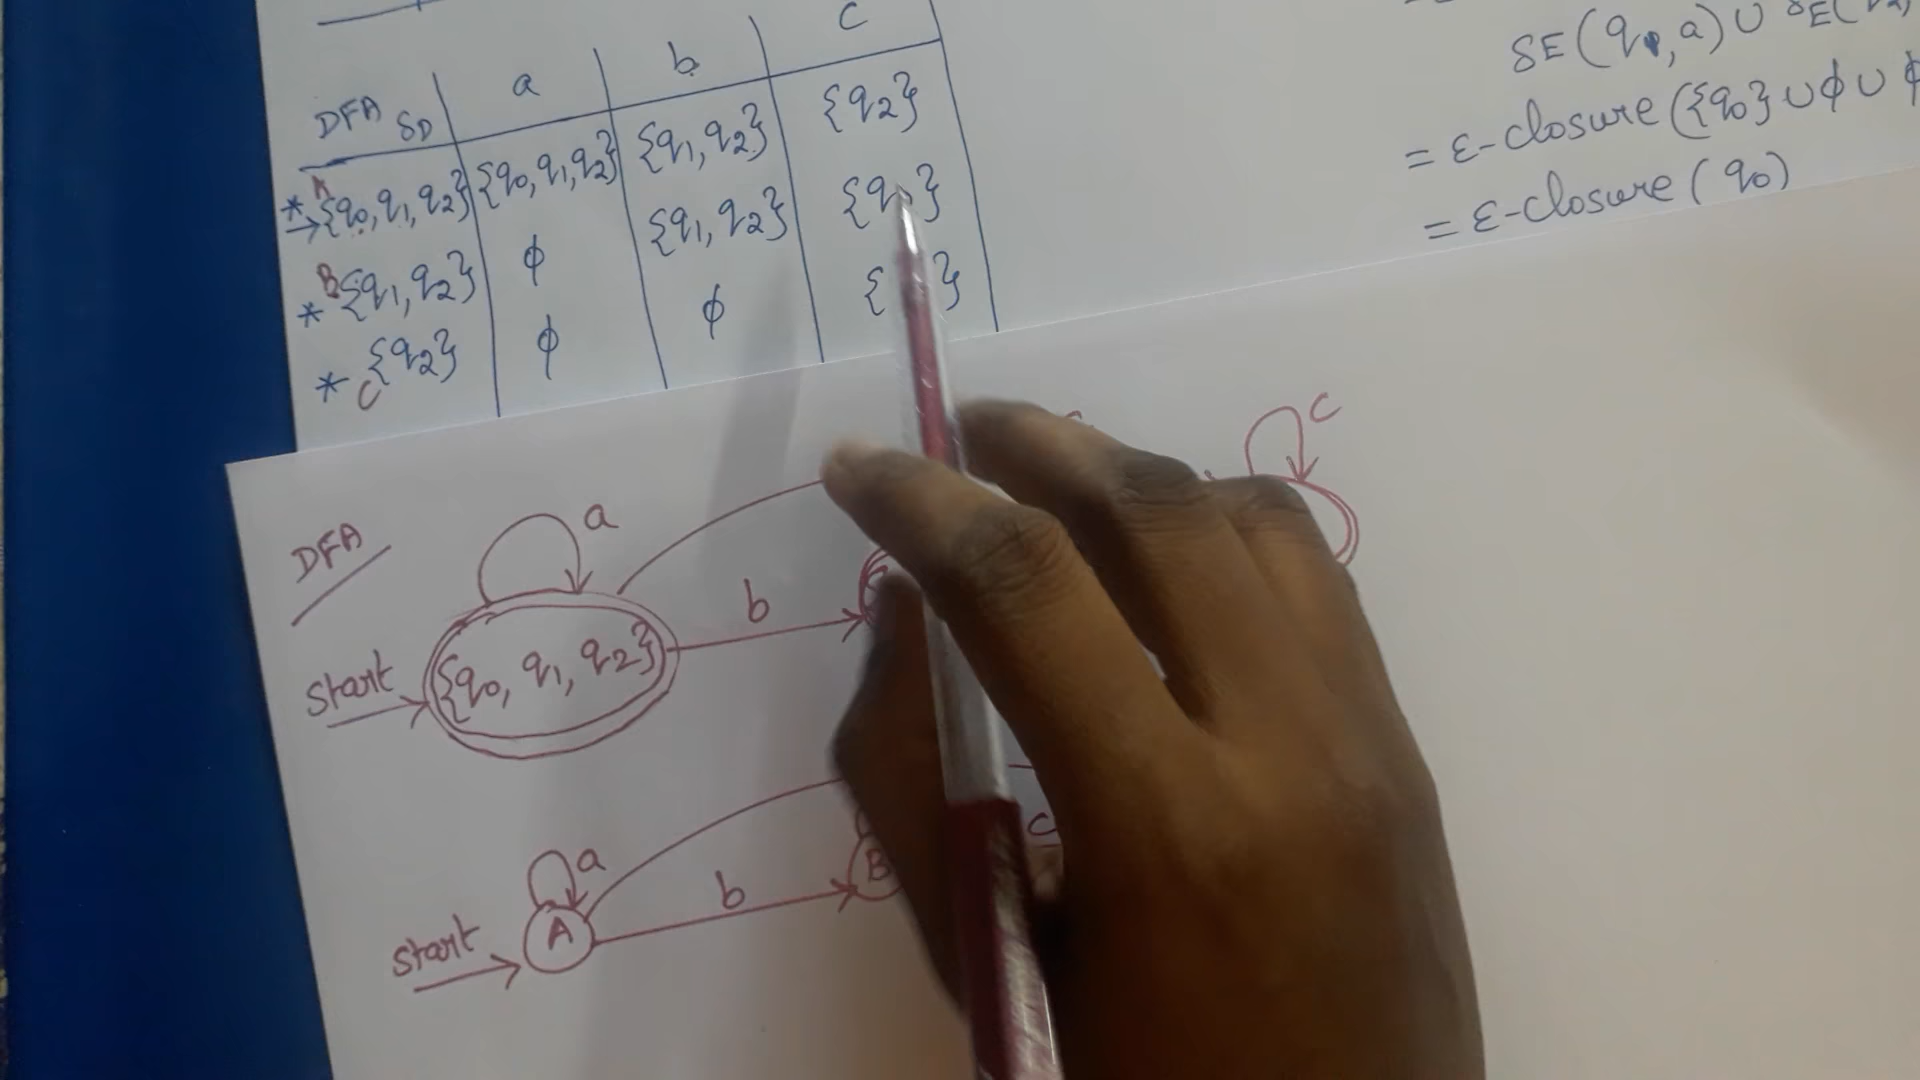 a b c
DFA δD
* → A {q0, q1, q2} {q0, q1, q2} {q1, q2} {q2}
* B {q1, q2} φ {q1, q2}
* C {q2} φ φ
δE(q0, a) ∪ δE(
= ε-closure ({q0} ∪ φ ∪ φ
= ε-closure (q0)
DFA
a
c
start
{q0, q1, q2}
b
a
c
start
A
b
B